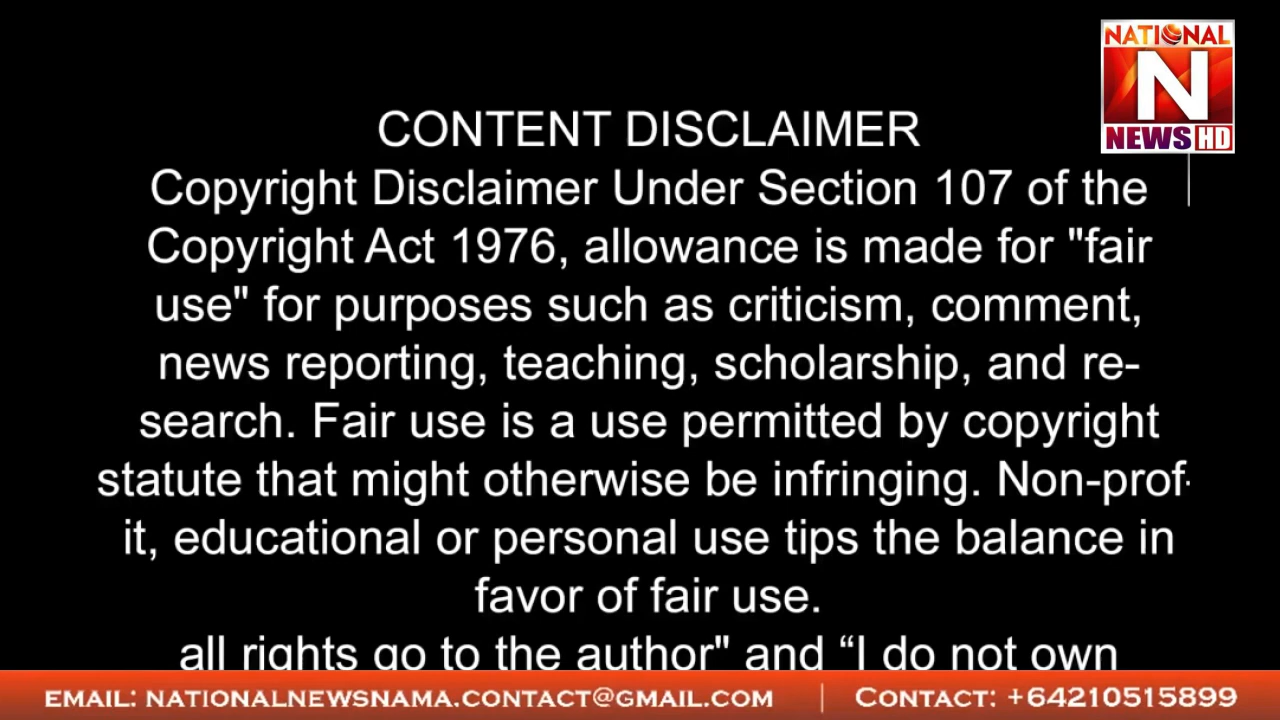 NATIONAL
N
NEWS HD
CONTENT DISCLAIMER
Copyright Disclaimer Under Section 107 of the
Copyright Act 1976, allowance is made for "fair
use" for purposes such as criticism, comment,
news reporting, teaching, scholarship, and re-
search. Fair use is a use permitted by copyright
statute that might otherwise be infringing. Non-prof-
it, educational or personal use tips the balance in
favor of fair use.
all rights go to the author" and “I do not own
EMAIL: NATIONALNEWSNAMA.CONTACT@GMAIL.COM | CONTACT: +64210515899